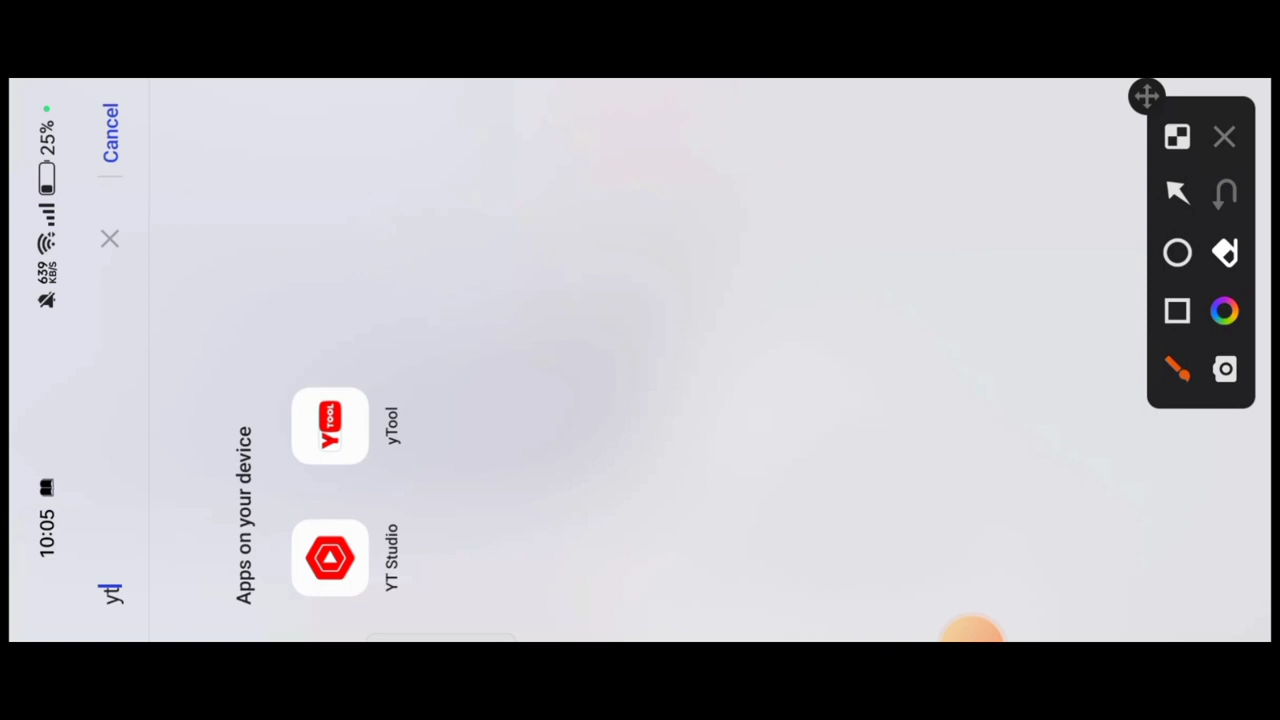 10:05 639 KB/S 25%
yt Cancel
Apps on your device
YT Studio yTool
Y TOOL